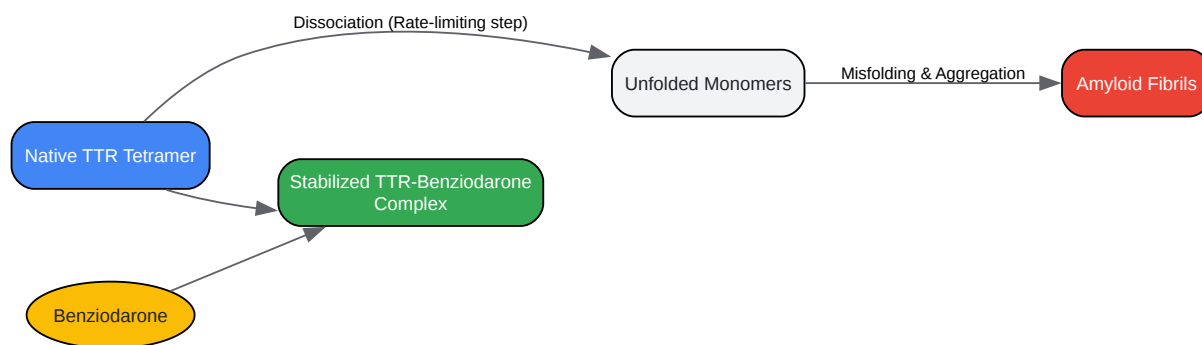 Dissociation (Rate-limiting step)
Unfolded Monomers
Misfolding & Aggregation
Amyloid Fibrils
Native TTR Tetramer
Stabilized TTR-Benziodarone
Complex
Benziodarone